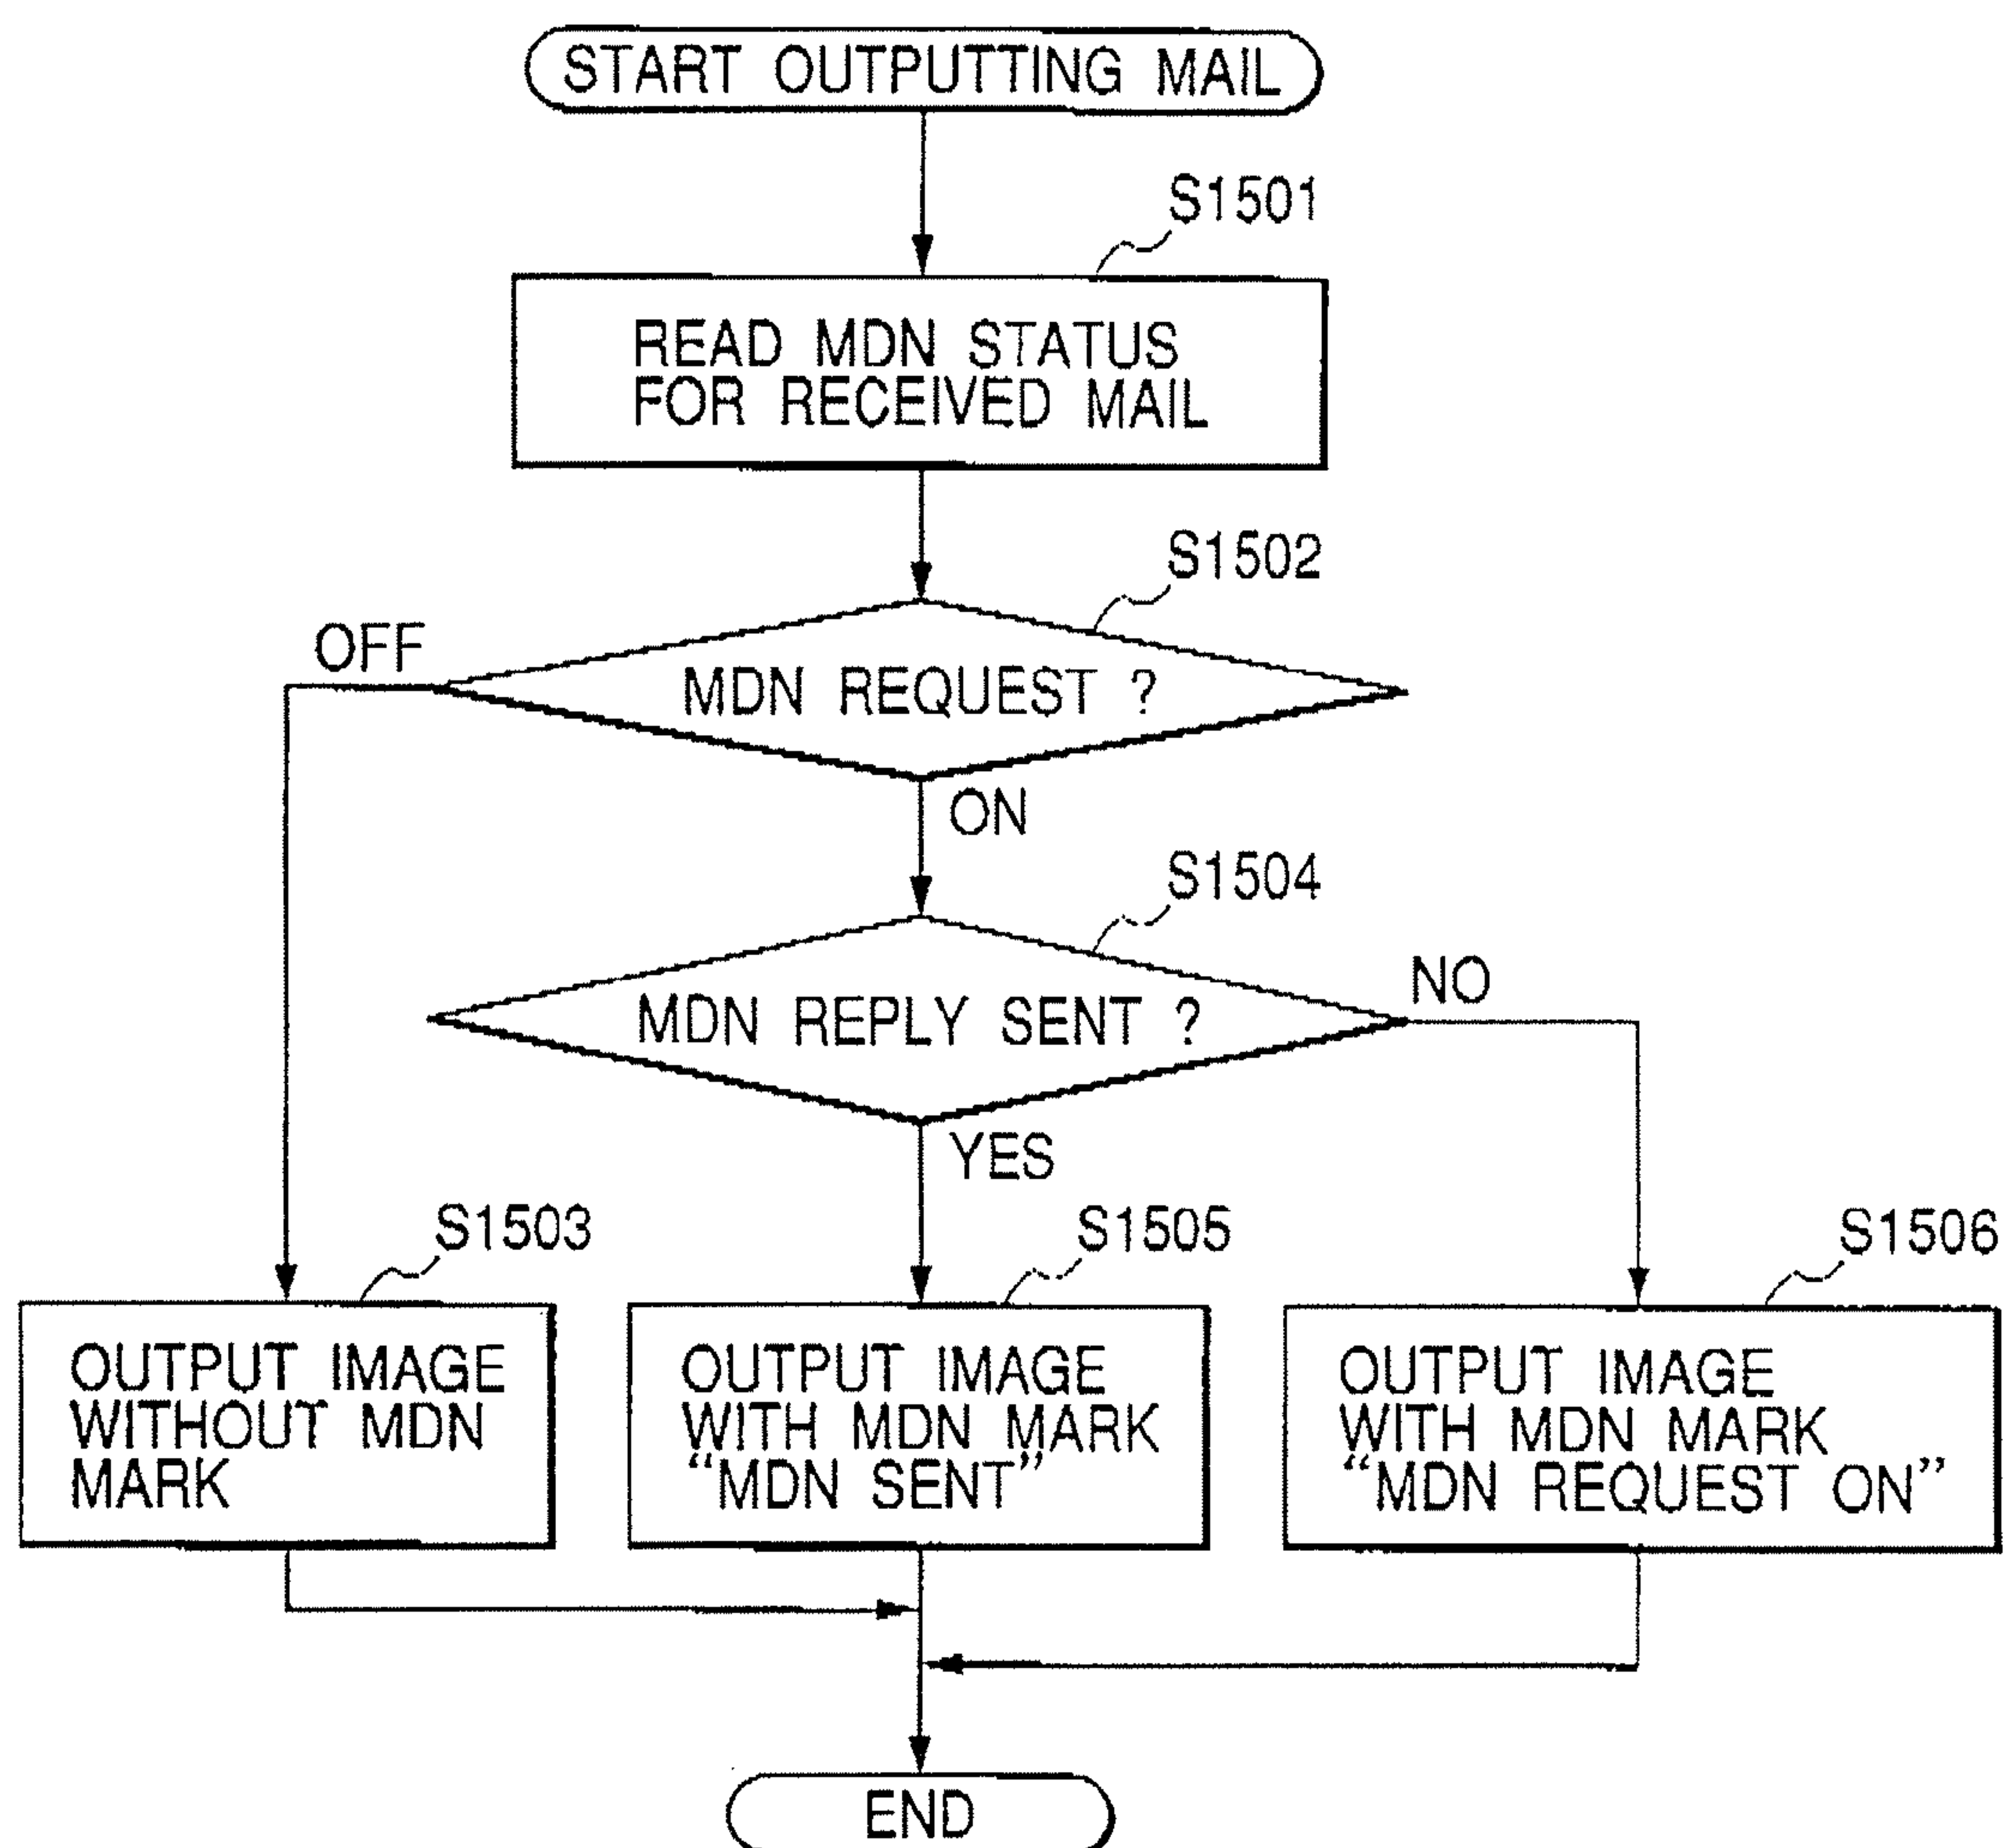 START OUTPUTTING MAIL
S1501
READ MDN STATUS
FOR RECEIVED MAIL
S1502
OFF
MDN REQUEST ?
ON
S1504
NO
MDN REPLY SENT ?
YES
S1503
S1505
S1506
OUTPUT IMAGE
WITHOUT MDN
MARK
OUTPUT IMAGE
WITH MDN MARK
“MDN SENT”
OUTPUT IMAGE
WITH MDN MARK
“MDN REQUEST ON”
END